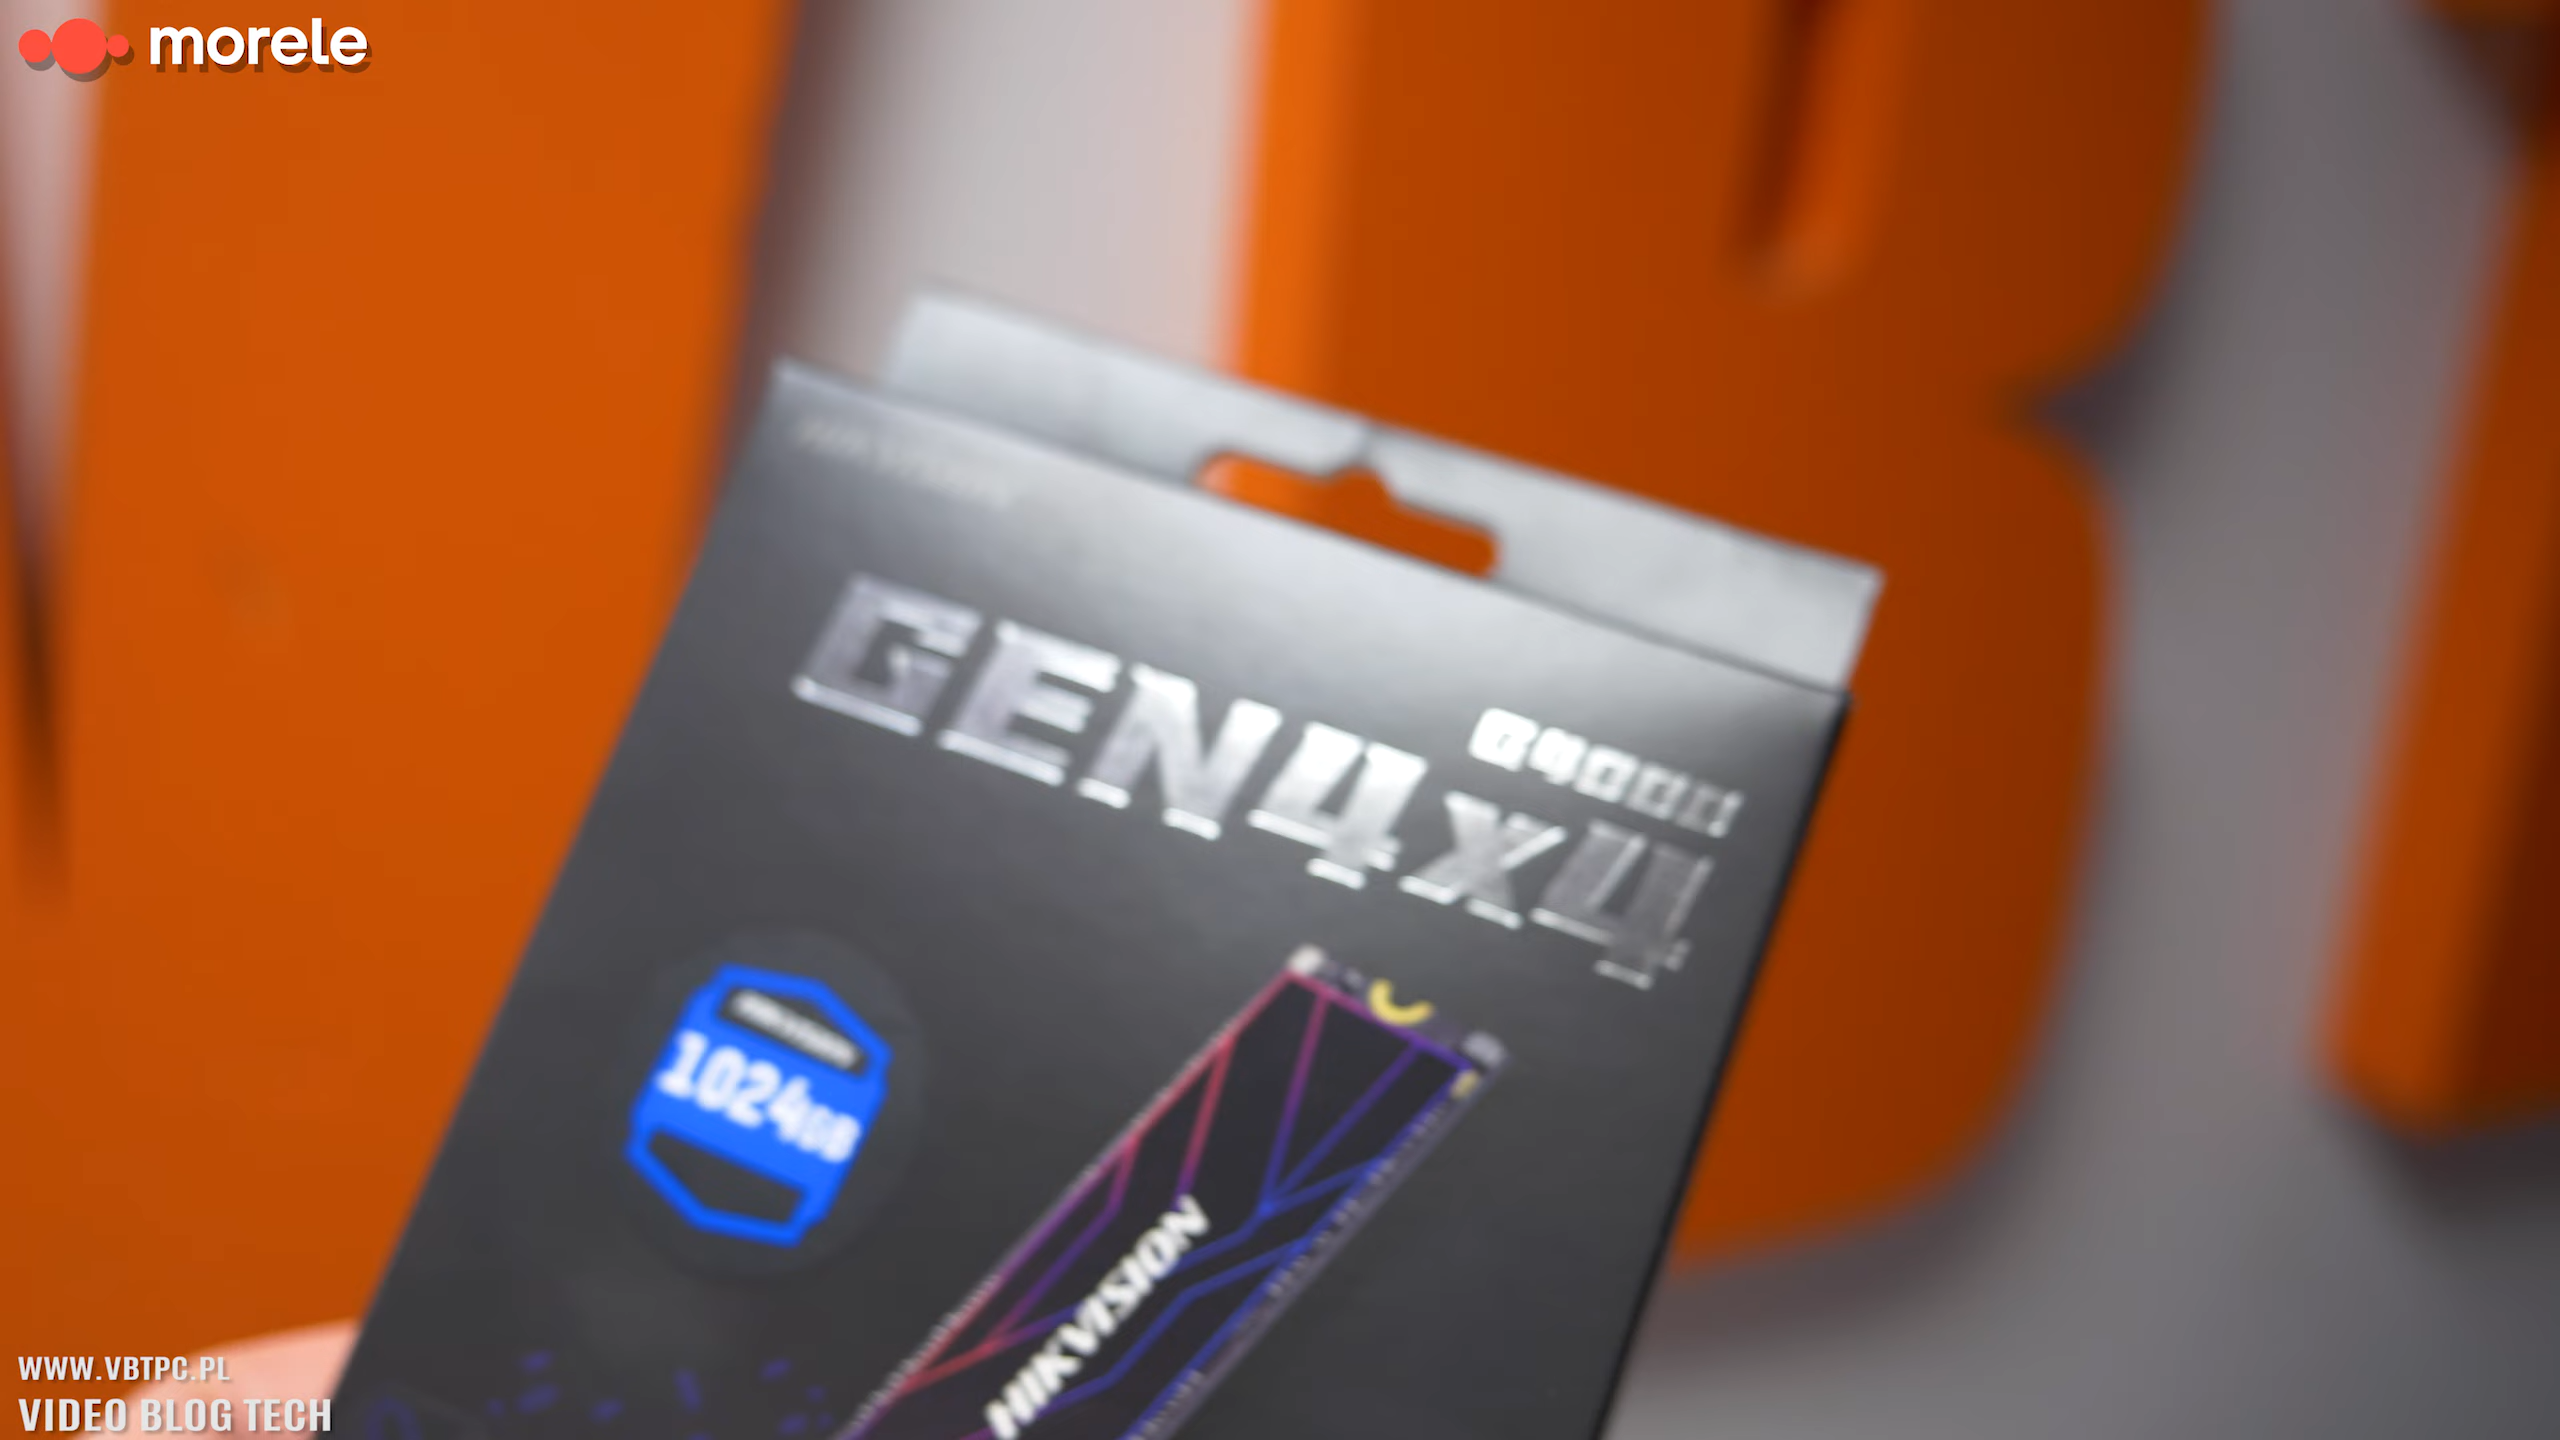 morele
GEN4x4
1024GB
HIKVISION
WWW.VBTPC.PL
VIDEO BLOG TECH